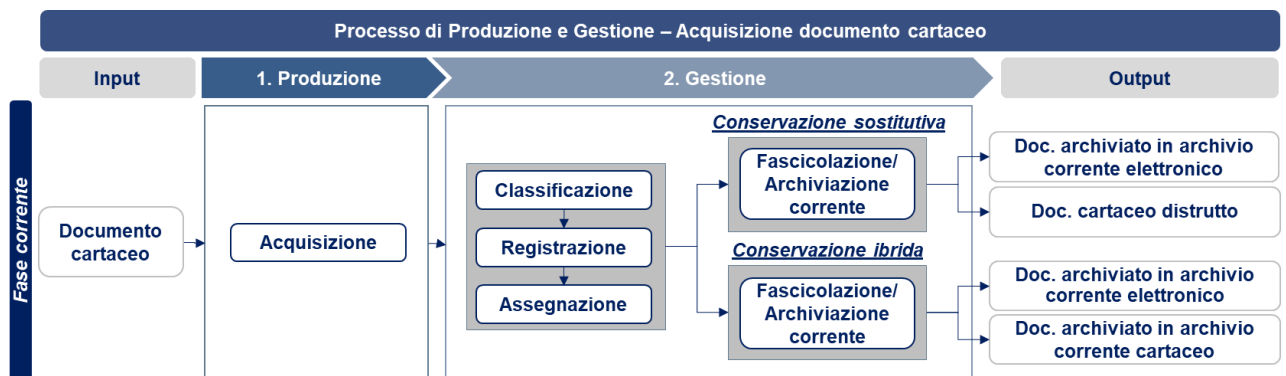 Processo di Produzione e Gestione – Acquisizione documento cartaceo
Input
1. Produzione
2. Gestione
Output
Fase corrente
Documento
cartaceo
Acquisizione
Classificazione
Registrazione
Assegnazione
Conservazione sostitutiva
Fascicolazione/
Archiviazione
corrente
Conservazione ibrida
Fascicolazione/
Archiviazione
corrente
Doc. archiviato in archivio
corrente elettronico
Doc. cartaceo distrutto
Doc. archiviato in archivio
corrente elettronico
Doc. archiviato in archivio
corrente cartaceo